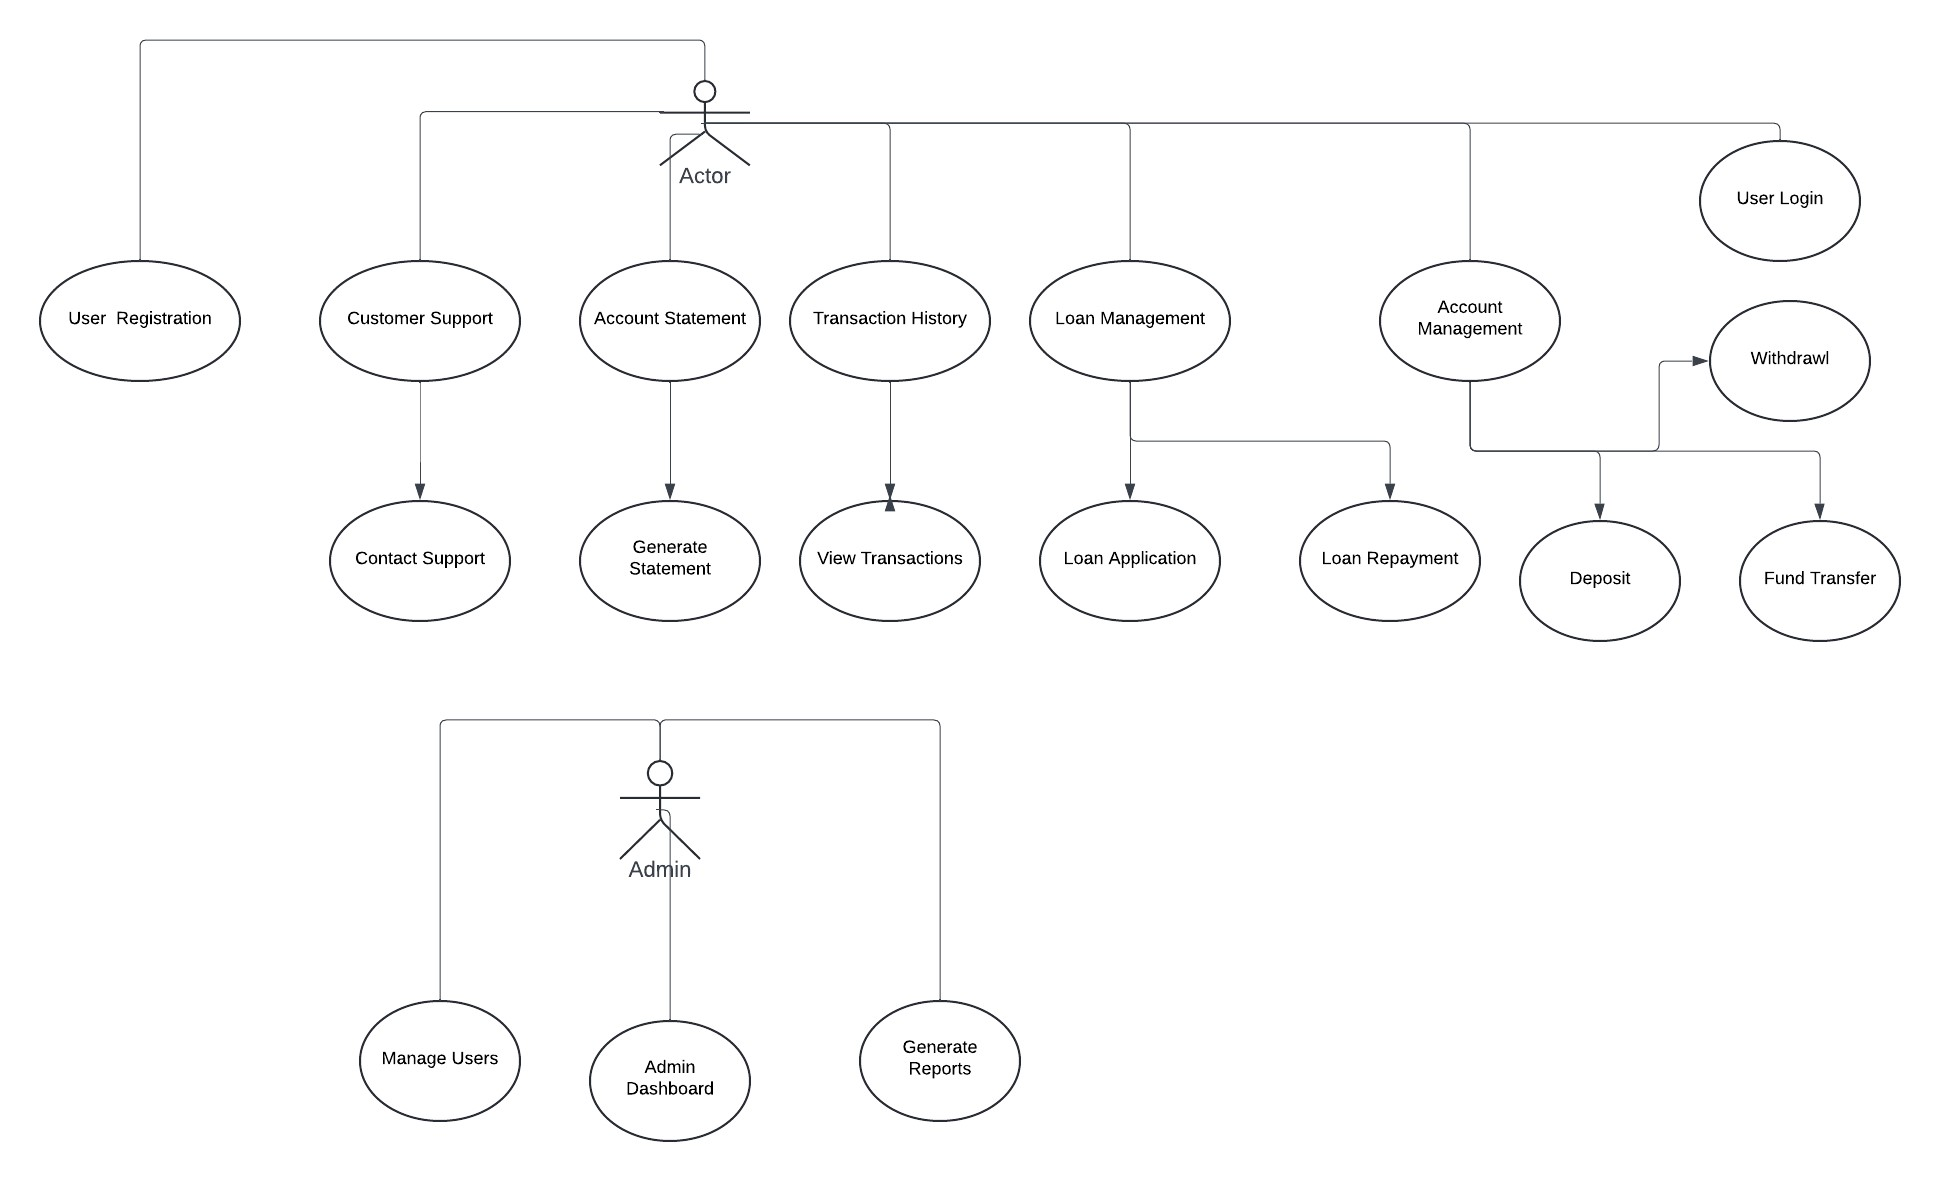 Actor
User Login
User  Registration
Customer Support
Account Statement
Transaction History
Loan Management
Account
Management
Withdrawl
Contact Support
Generate
Statement
View Transactions
Loan Application
Loan Repayment
Deposit
Fund Transfer
Admin
Manage Users
Admin
Dashboard
Generate
Reports